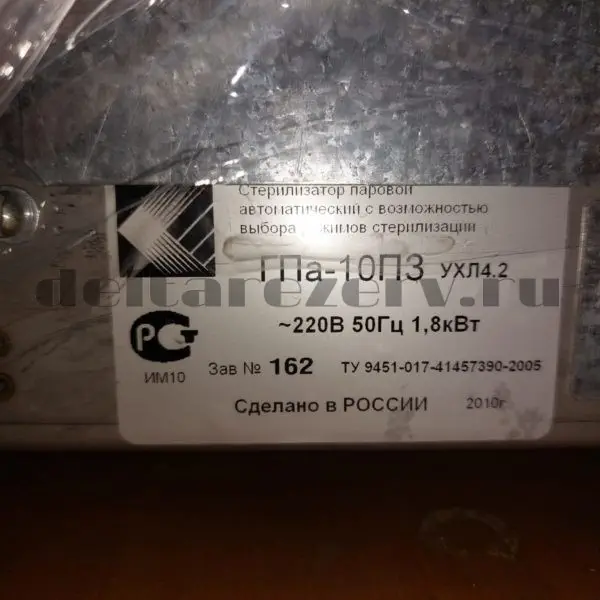 Стерилизатор паровой
автоматический с возможностью
выбора режимов стерилизации
ГПа-10ПЗ УХЛ4.2
deltarezerv.ru
~220В 50Гц 1,8кВт
РСТ
ИМ10
Зав № 162 ТУ 9451-017-41457390-2005
Сделано в РОССИИ 2010г